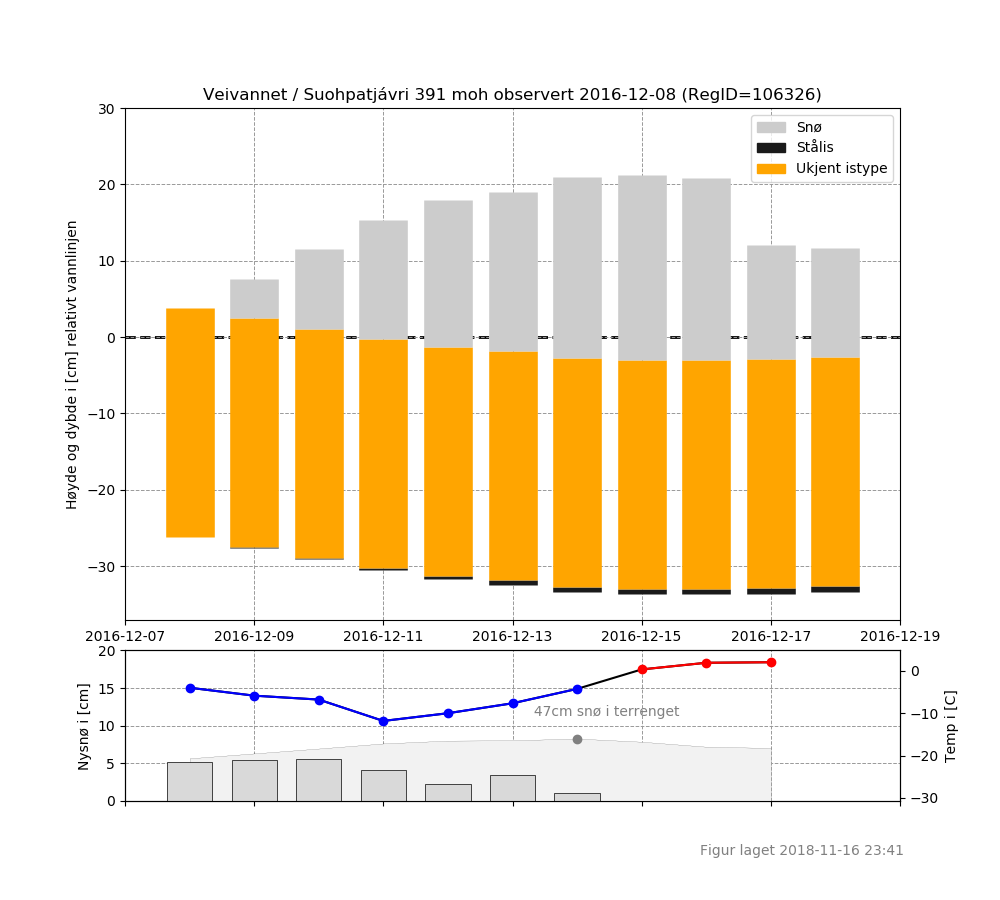 Veivannet / Suohpatjávri 391 moh observert 2016-12-08 (RegID=106326)
30
20
10
0
−10
−20
−30
Høyde og dybde i [cm] relativt vannlinjen
Snø
Stålis
Ukjent istype
2016-12-07 2016-12-09 2016-12-11 2016-12-13 2016-12-15 2016-12-17 2016-12-19
20
15
10
5
0
Nysnø i [cm]
47cm snø i terrenget
0
−10
−20
−30
Temp i [C]
Figur laget 2018-11-16 23:41